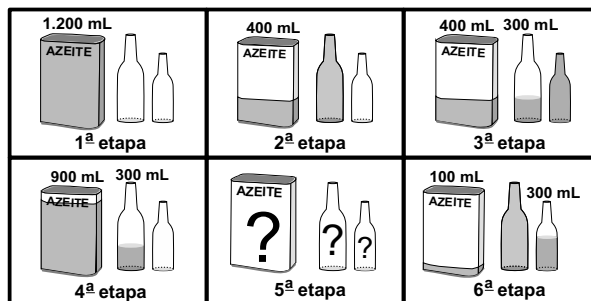 1.200 mL
AZEITE
1ª etapa
400 mL
AZEITE
2ª etapa
400 mL 300 mL
AZEITE
3ª etapa
900 mL 300 mL
AZEITE
4ª etapa
AZEITE
? ? ?
5ª etapa
100 mL
300 mL
AZEITE
6ª etapa